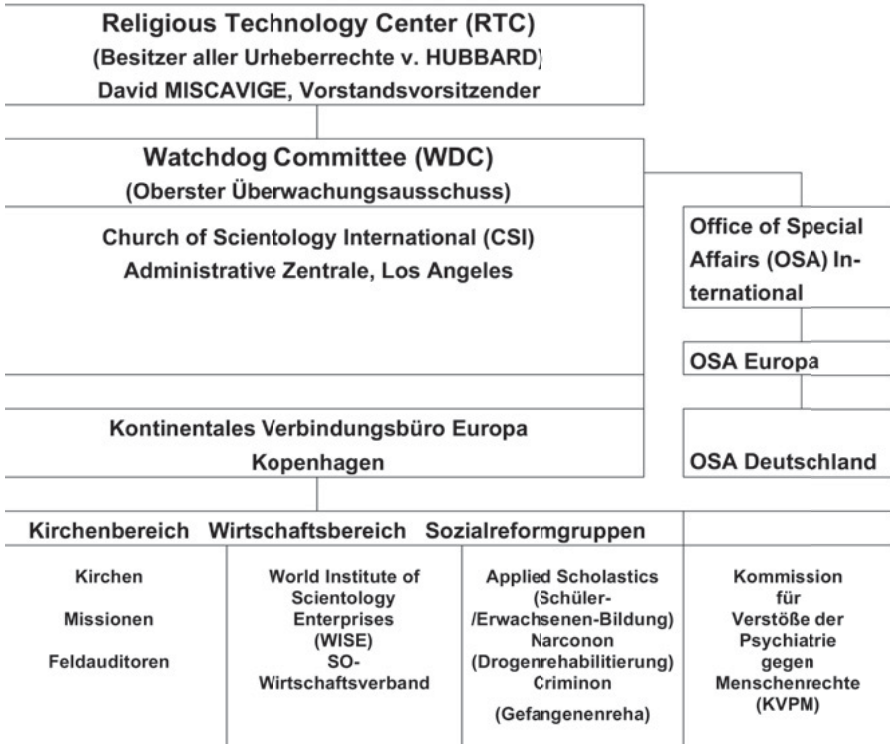 Religious Technology Center (RTC)
(Besitzer aller Urheberrechte v. HUBBARD)
David MISCAVIGE, Vorstandsvorsitzender
Watchdog Committee (WDC)
(Oberster Überwachungsausschuss)
Church of Scientology International (CSI)
Administrative Zentrale, Los Angeles
Office of Special
Affairs (OSA) In-
ternational
OSA Europa
Kontinentales Verbindungsbüro Europa
Kopenhagen
OSA Deutschland
Kirchenbereich Wirtschaftsbereich Sozialreformgruppen
Kirchen
Missionen
Feldauditoren
World Institute of
Scientology
Enterprises
(WISE)
SO-
Wirtschaftsverband
Applied Scholastics
(Schüler-
/Erwachsenen-Bildung)
Narconon
(Drogenrehabilitierung)
Criminon
(Gefangenenreha)
Kommission
für
Verstöße der
Psychiatrie
gegen
Menschenrechte
(KVPM)